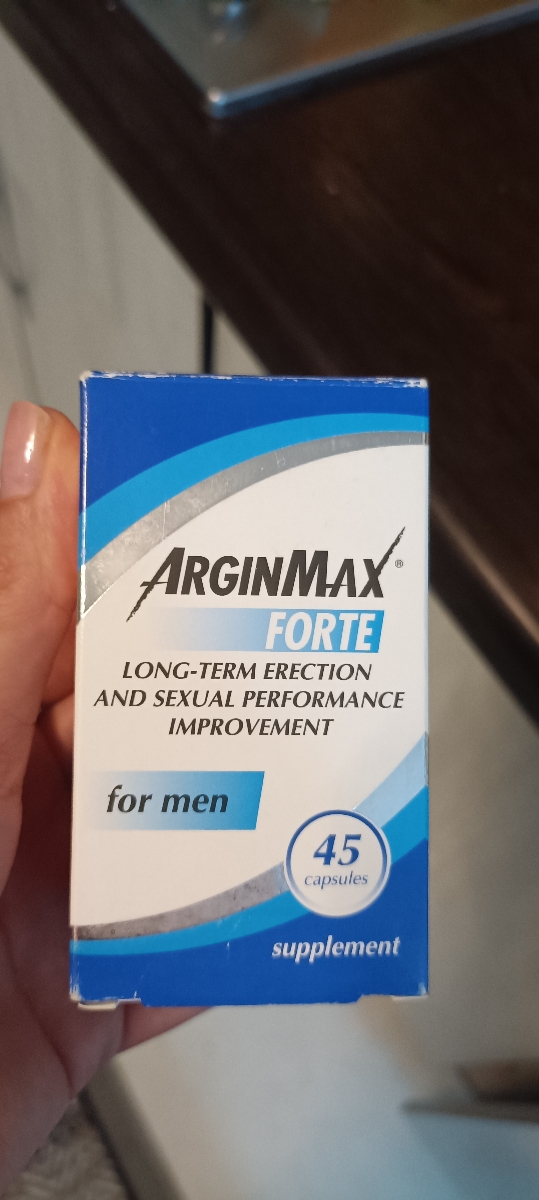 ARGINMAX®
FORTE
LONG-TERM ERECTION
AND SEXUAL PERFORMANCE
IMPROVEMENT
for men
45
capsules
supplement